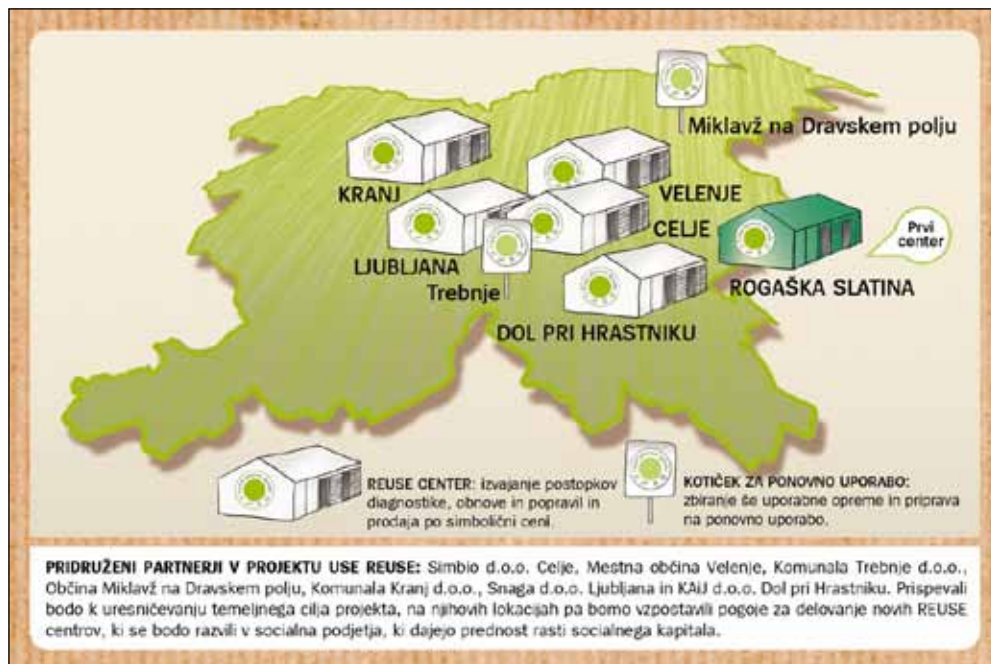 Miklavž na Dravskem polju
KRANJ
VELENJE
CELJE
Prvi
center
LJUBLJANA
Trebnje
ROGAŠKA SLATINA
DOL PRI HRASTNIKU
REUSE CENTER: izvajanje postopkov
diagnostike, obnove in popravil in
prodaja po simbolični ceni.
KOTIČEK ZA PONOVNO UPORABO:
zbiranje še uporabne opreme in priprava
na ponovno uporabo.
PRIDRUŽENI PARTNERJI V PROJEKTU USE REUSE: Simbio d.o.o. Celje, Mestna občina Velenje, Komunala Trebnje d.o.o.,
Občina Miklavž na Dravskem polju, Komunala Kranj d.o.o., Snaga d.o.o. Ljubljana in KAiJ d.o.o. Dol pri Hrastniku. Prispevali
bodo k uresničevanju temeljnega cilja projekta, na njihovih lokacijah pa bomo vzpostavili pogoje za delovanje novih REUSE
centrov, ki se bodo razvili v socialna podjetja, ki dajejo prednost rasti socialnega kapitala.